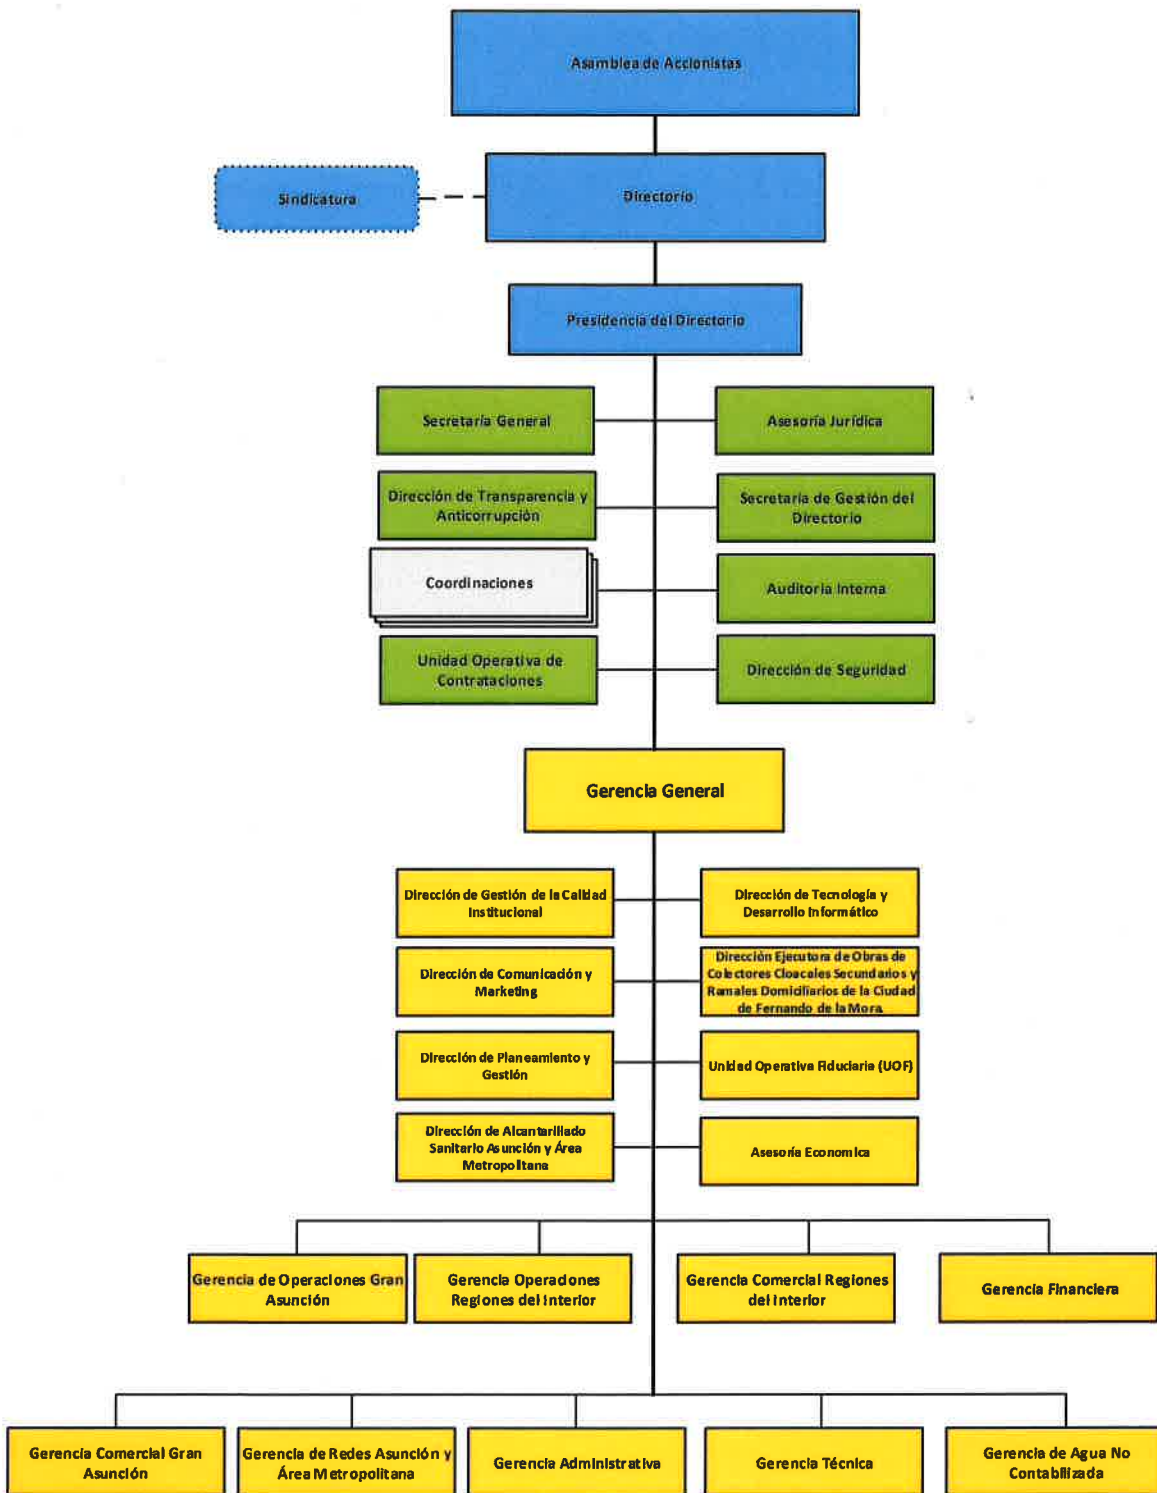 Asamblea de Accionistas
Sindicatura
Directorio
Presidencia del Directorio
Secretaría General
Asesoría Jurídica
Dirección de Transparencia y
Anticorrupción
Secretaría de Gestión del
Directorio
Coordinaciones
Auditoría Interna
Unidad Operativa de
Contrataciones
Dirección de Seguridad
Gerencia General
Dirección de Gestión de la Calidad
Institucional
Dirección de Tecnología y
Desarrollo Informático
Dirección de Comunicación y
Marketing
Dirección Ejecutora de Obras de
Colectores Cloacales Secundarios y
Ramales Domiciliarios de la Ciudad
de Fernando de la Mora.
Dirección de Planeamiento y
Gestión
Unidad Operativa Fiduciaria (UOF)
Dirección de Alcantarillado
Sanitario Asunción y Área
Metropolitana
Asesoría Economica
Gerencia de Operaciones Gran
Asunción
Gerencia Operaciones
Regiones del Interior
Gerencia Comercial Regiones
del Interior
Gerencia Financiera
Gerencia Comercial Gran
Asunción
Gerencia de Redes Asunción y
Área Metropolitana
Gerencia Administrativa
Gerencia Técnica
Gerencia de Agua No
Contabilizada